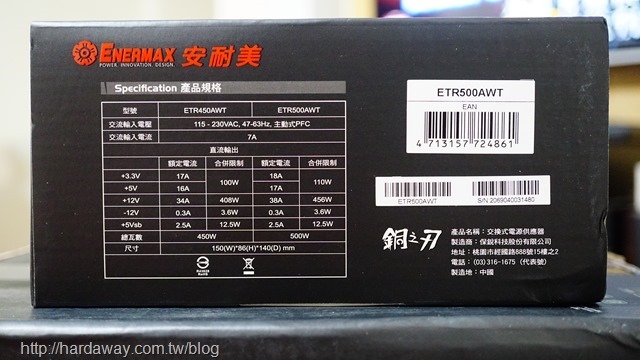 ENERMAX 安耐美
POWER. INNOVATION. DESIGN.
Specification 產品規格
型號 ETR450AWT ETR500AWT
交流輸入電壓 115 - 230VAC, 47-63Hz, 主動式PFC
交流輸入電流 7A
直流輸出
額定電流 合併限制 額定電流 合併限制
+3.3V 17A 100W 18A 110W
+5V 16A 17A
+12V 34A 408W 38A 456W
-12V 0.3A 3.6W 0.3A 3.6W
+5Vsb 2.5A 12.5W 2.5A 12.5W
總瓦數 450W 500W
尺寸 150(W)*86(H)*140(D) mm
ETR500AWT
EAN
4 713157 724861
ETR500AWT S/N:2069040031480
銅之刃
產品名稱：交換式電源供應器
製造商：保銳科技股份有限公司
地址：桃園市經國路888號15樓之2
電話：(03) 316-1675 (代表號)
製造地：中國
http://hardaway.com.tw/blog